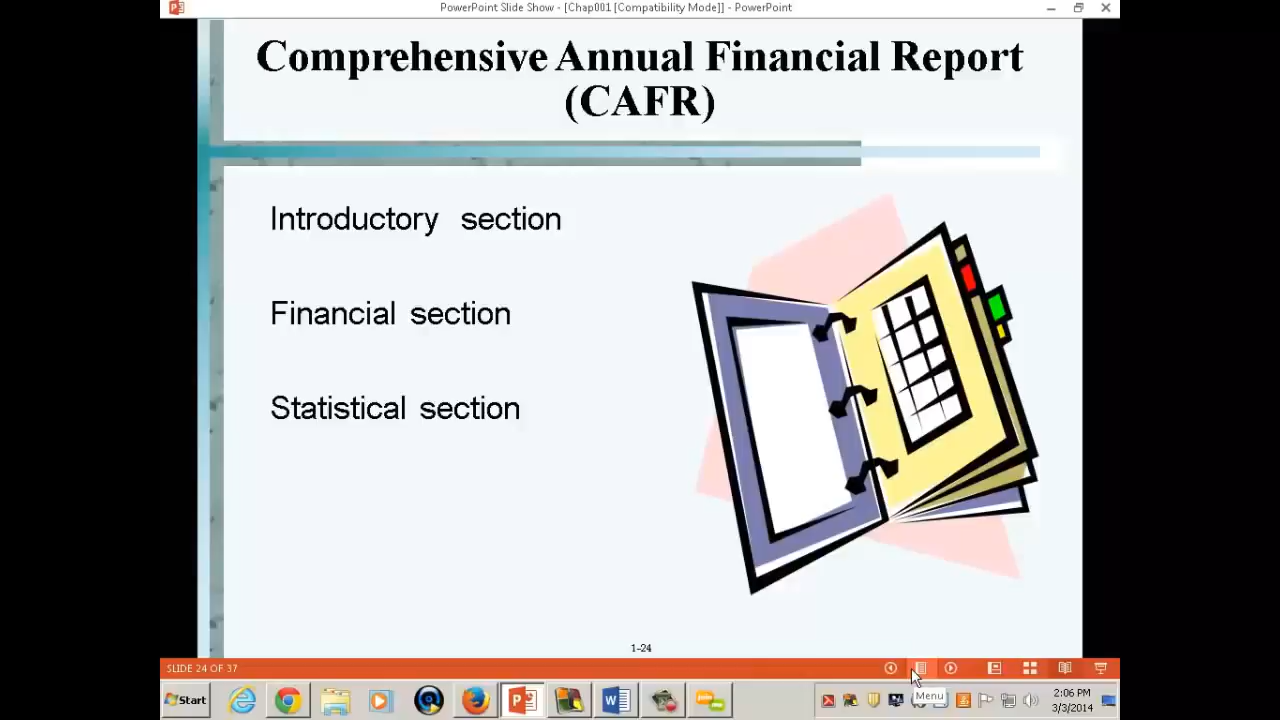 PowerPoint Slide Show - [Chap001 [Compatibility Mode]] - PowerPoint
Comprehensive Annual Financial Report
(CAFR)
Introductory section
Financial section
Statistical section
1-24
SLIDE 24 OF 37
Menu
Start
2:06 PM
3/3/2014